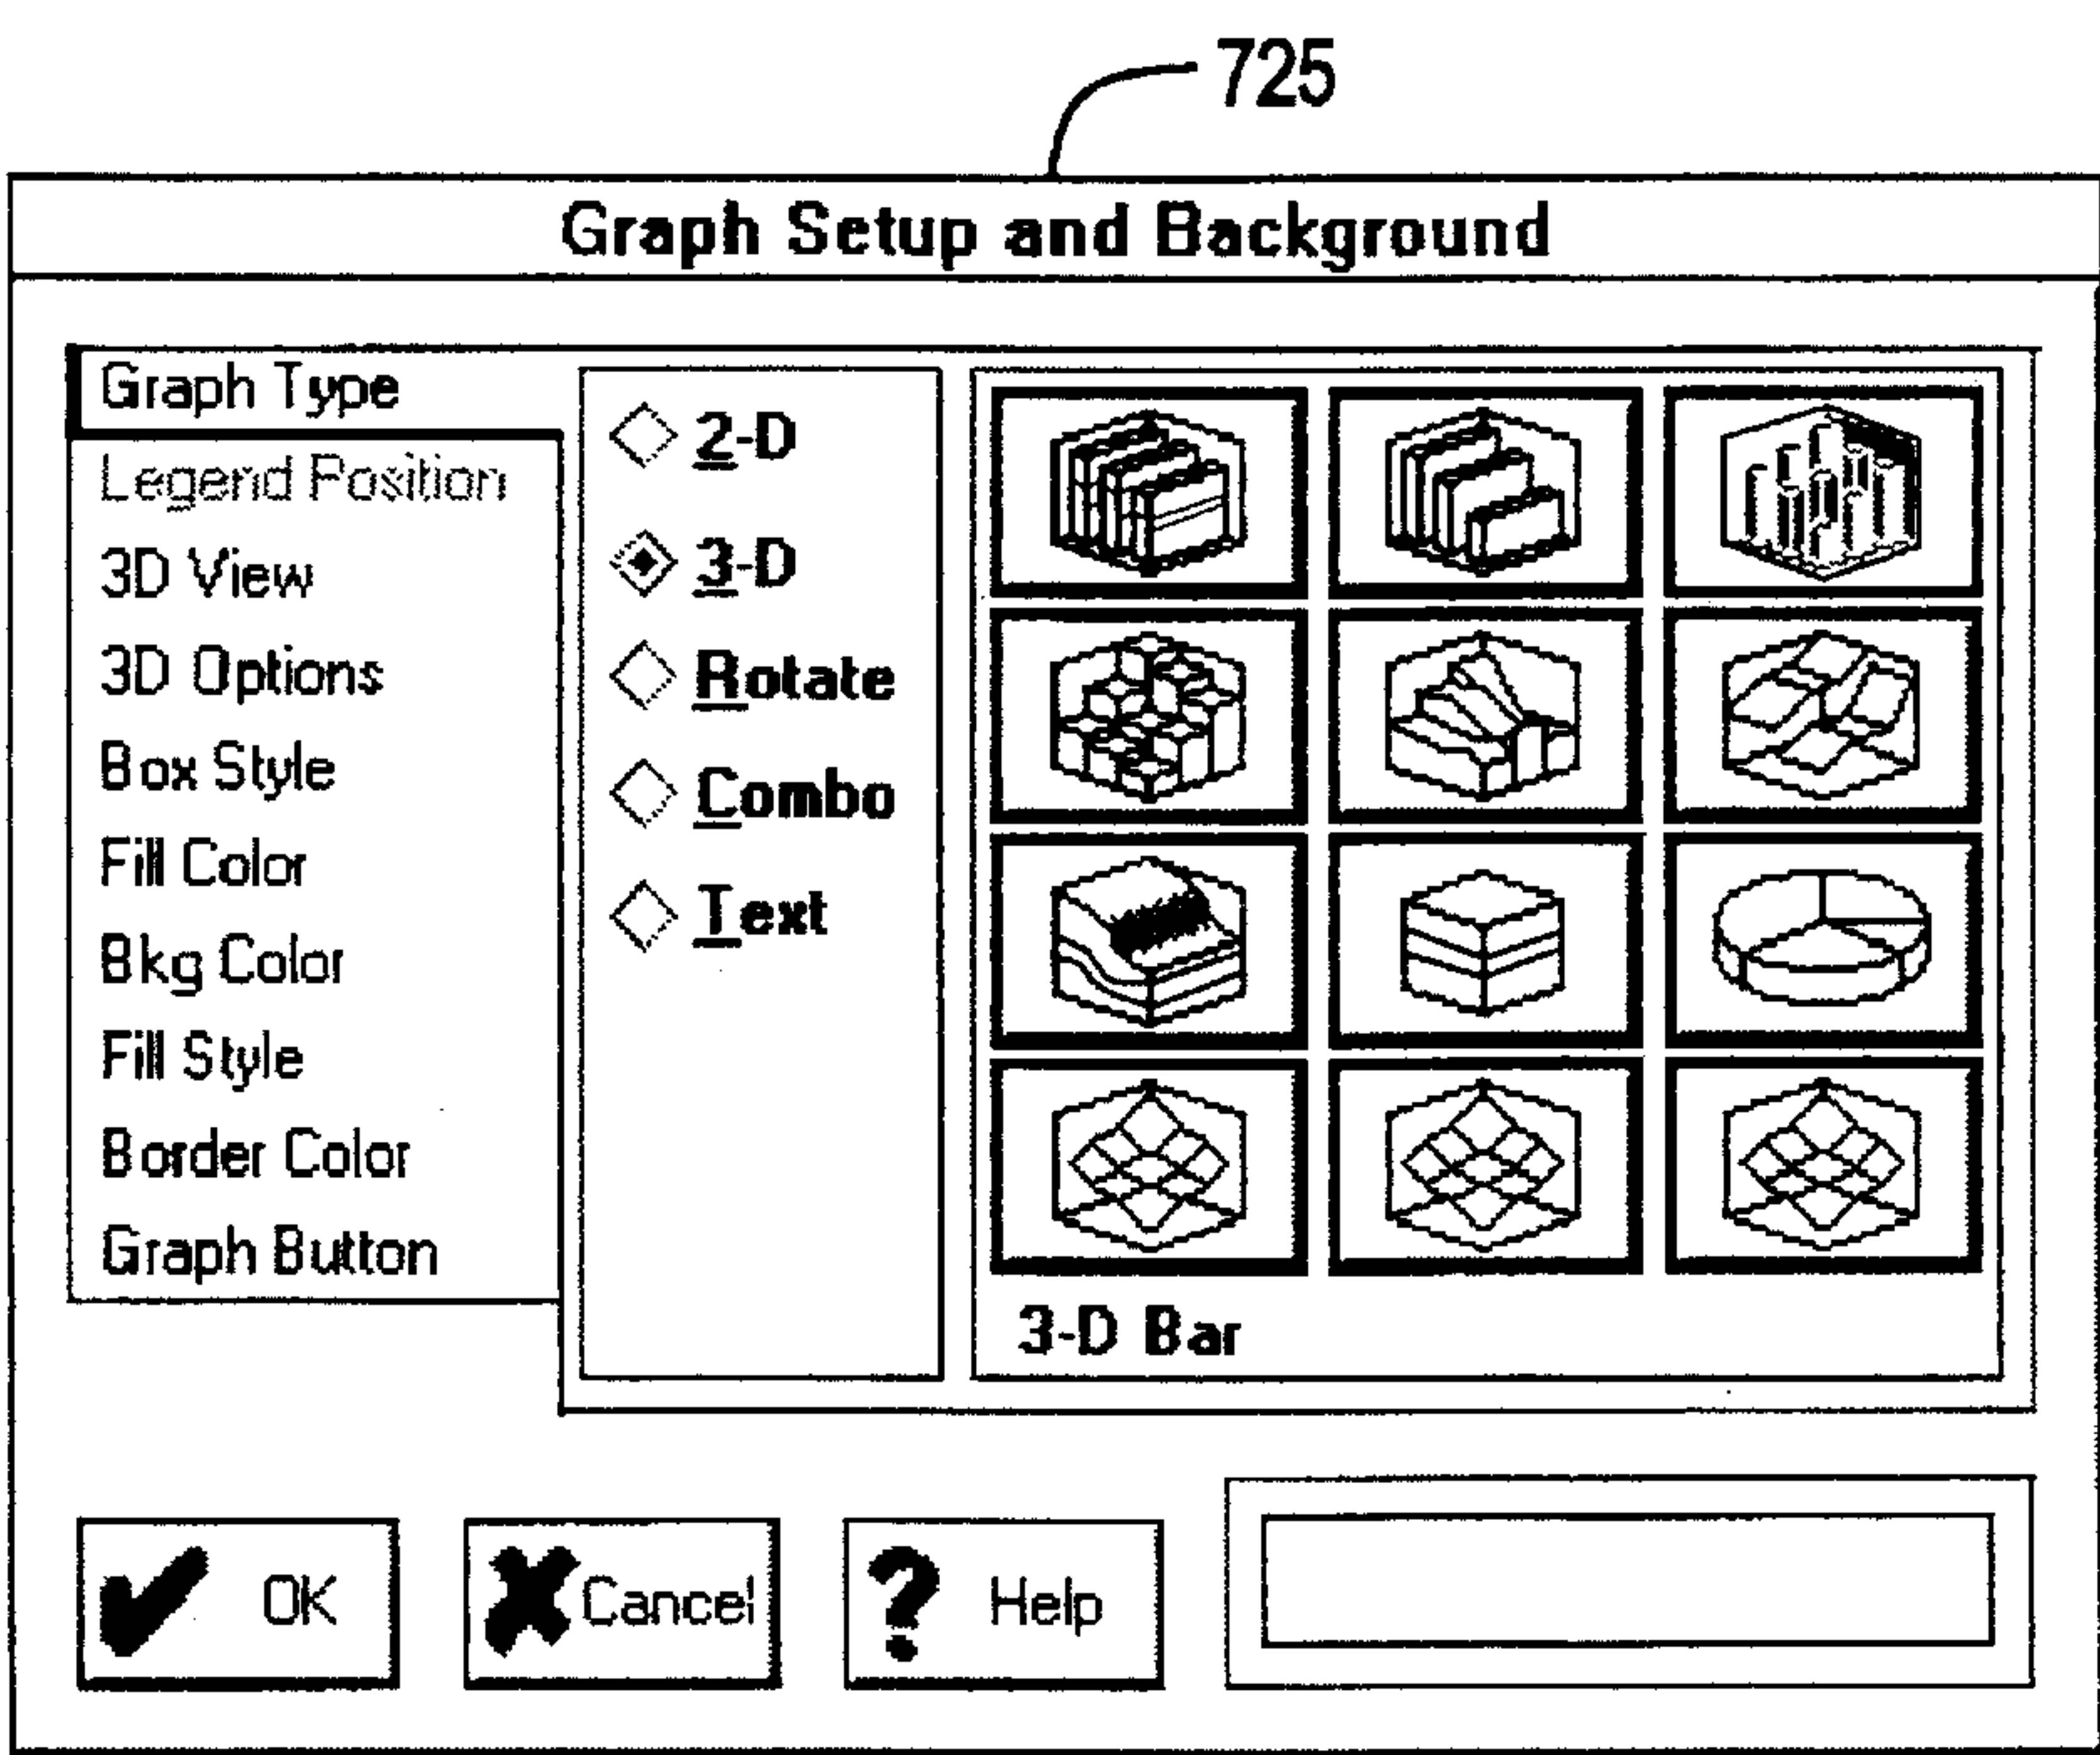 725
Graph Setup and Background
Graph Type
Legend Position
3D View
3D Options
Box Style
Fill Color
Bkg Color
Fill Style
Border Color
Graph Button
2-D
3-D
Rotate
Combo
Text
3-D Bar
OK
Cancel
Help